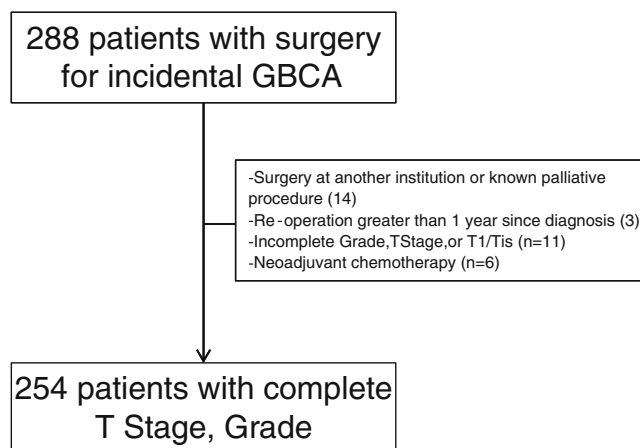 288 patients with surgery
for incidental GBCA
-Surgery at another institution or known palliative
procedure (14)
-Re-operation greater than 1 year since diagnosis (3)
-Incomplete Grade,TStage,or T1/Tis (n=11)
-Neoadjuvant chemotherapy (n=6)
254 patients with complete
T Stage, Grade